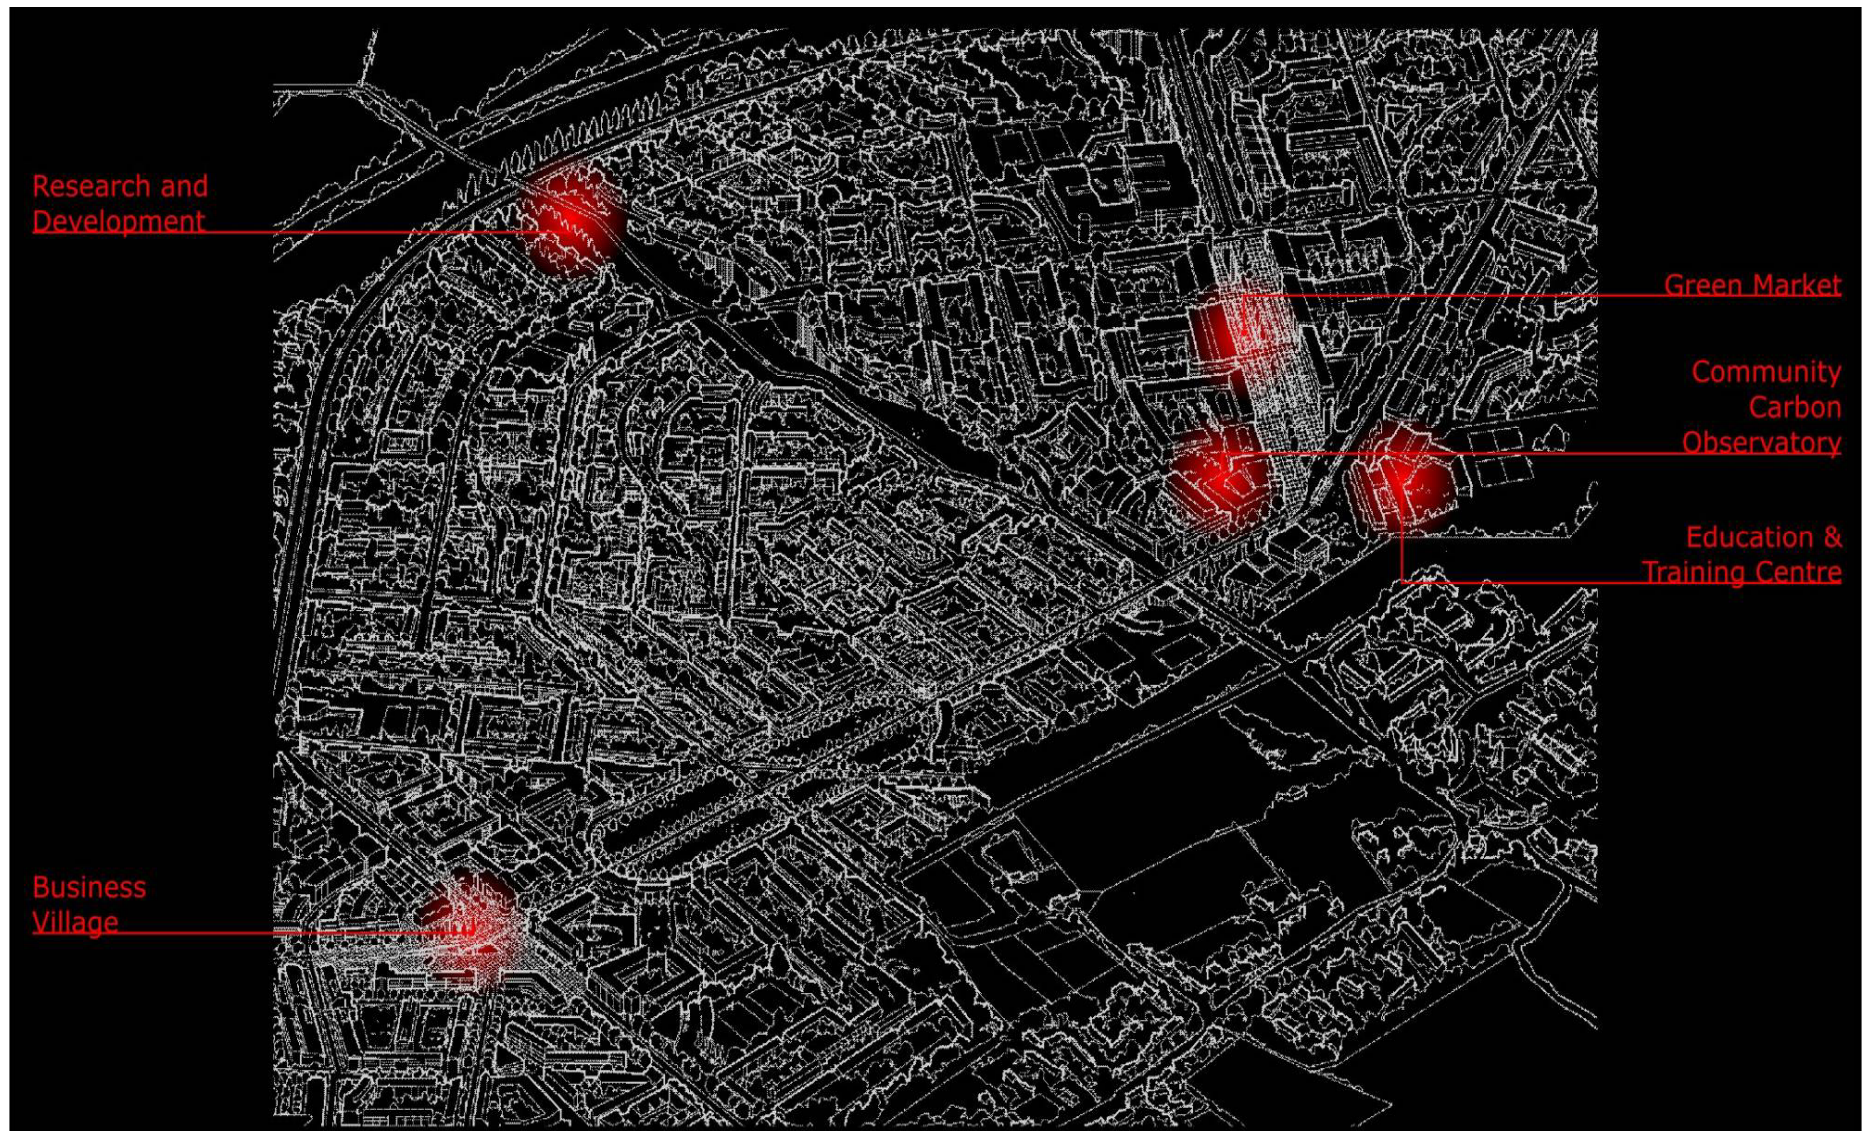 Research and
Development
Green Market
Community
Carbon
Observatory
Education &
Training Centre
Business
Village